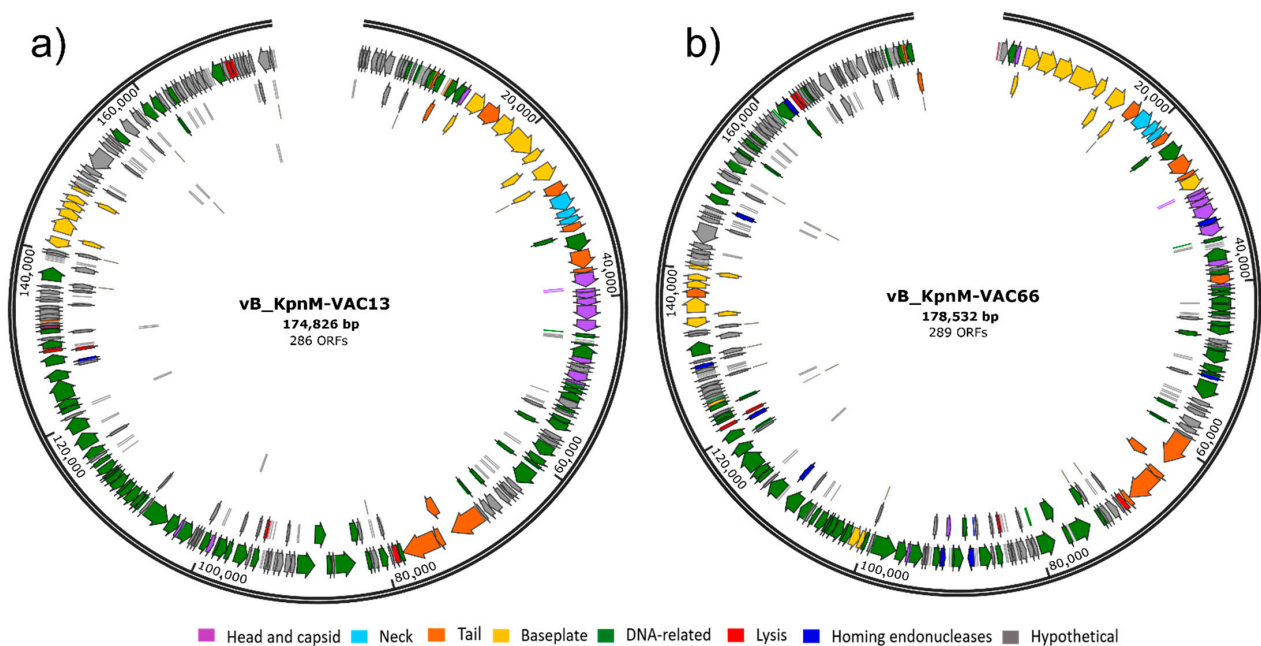 a)
20,000
40,000
60,000
80,000
100,000
120,000
140,000
160,000
vB_KpnM-VAC13
174,826 bp
286 ORFs
b)
20,000
40,000
60,000
80,000
100,000
120,000
140,000
160,000
vB_KpnM-VAC66
178,532 bp
289 ORFs
Head and capsid Neck Tail Baseplate DNA-related Lysis Homing endonucleases Hypothetical